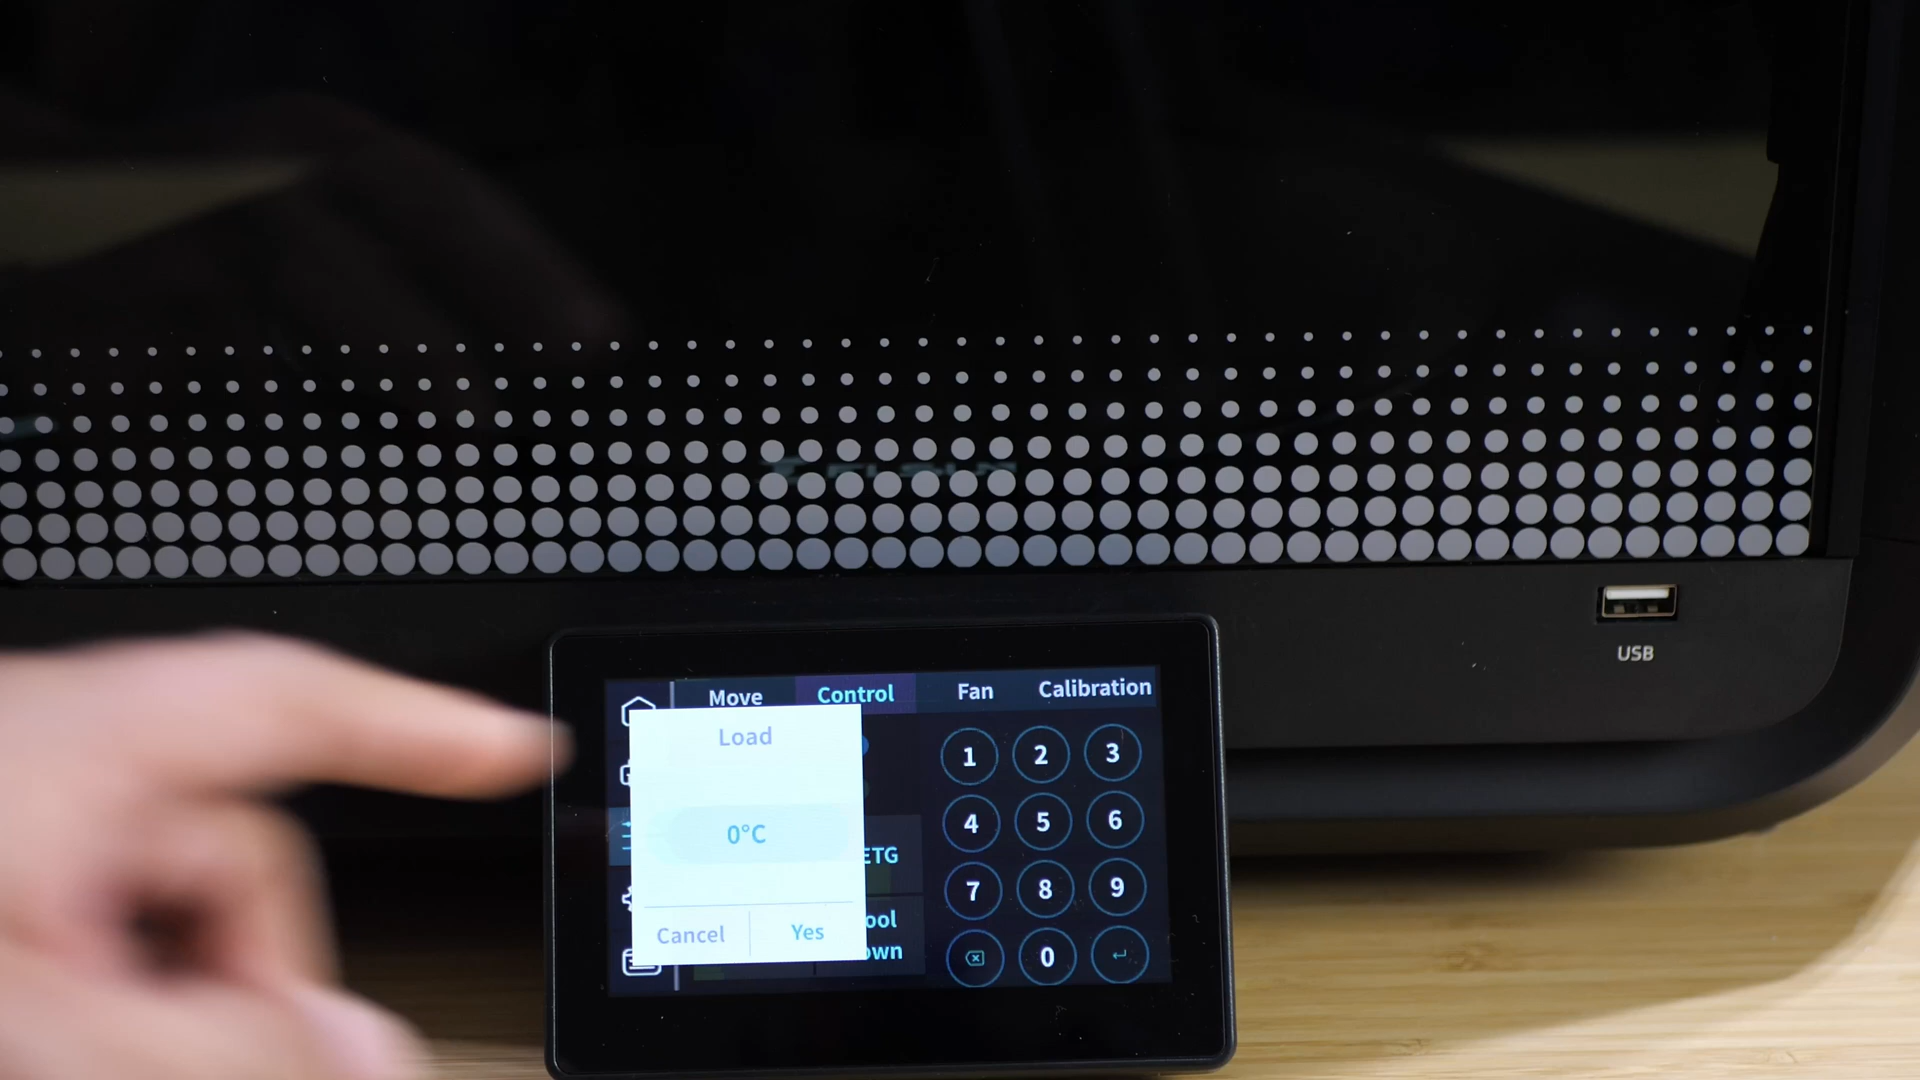 USB
Move Control Fan Calibration
Load
0°C
Cancel Yes
ETG
ool
own
1 2 3
4 5 6
7 8 9
0